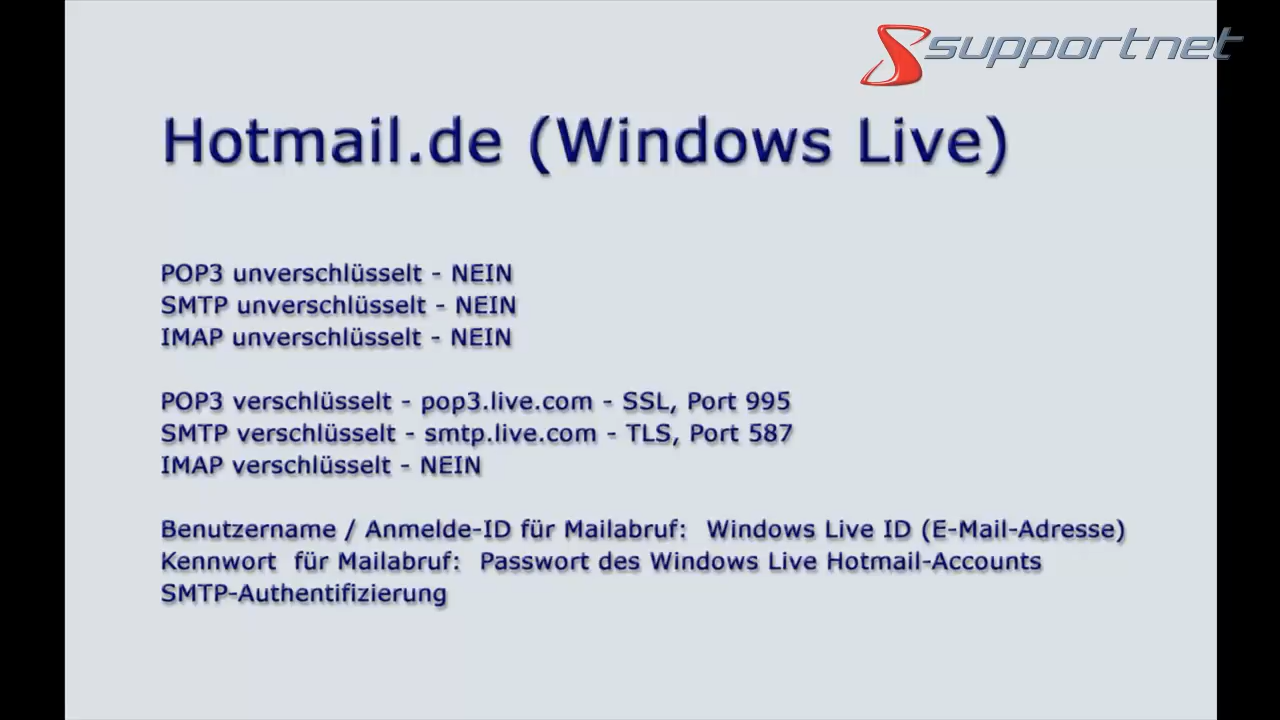 supportnet
Hotmail.de (Windows Live)
POP3 unverschlüsselt - NEIN
SMTP unverschlüsselt - NEIN
IMAP unverschlüsselt - NEIN
POP3 verschlüsselt - pop3.live.com - SSL, Port 995
SMTP verschlüsselt - smtp.live.com - TLS, Port 587
IMAP verschlüsselt - NEIN
Benutzername / Anmelde-ID für Mailabruf: Windows Live ID (E-Mail-Adresse)
Kennwort für Mailabruf: Passwort des Windows Live Hotmail-Accounts
SMTP-Authentifizierung